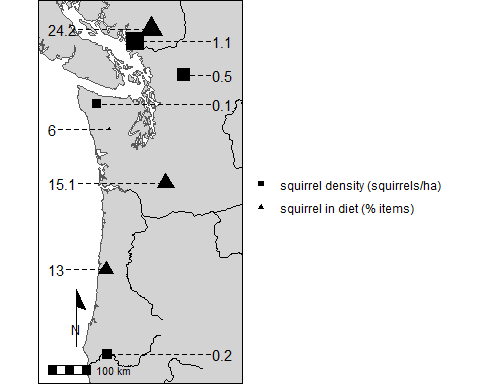 24.2
1.1
0.5
0.1
6
15.1
squirrel density (squirrels/ha)
squirrel in diet (% items)
13
N
0.2
100 km